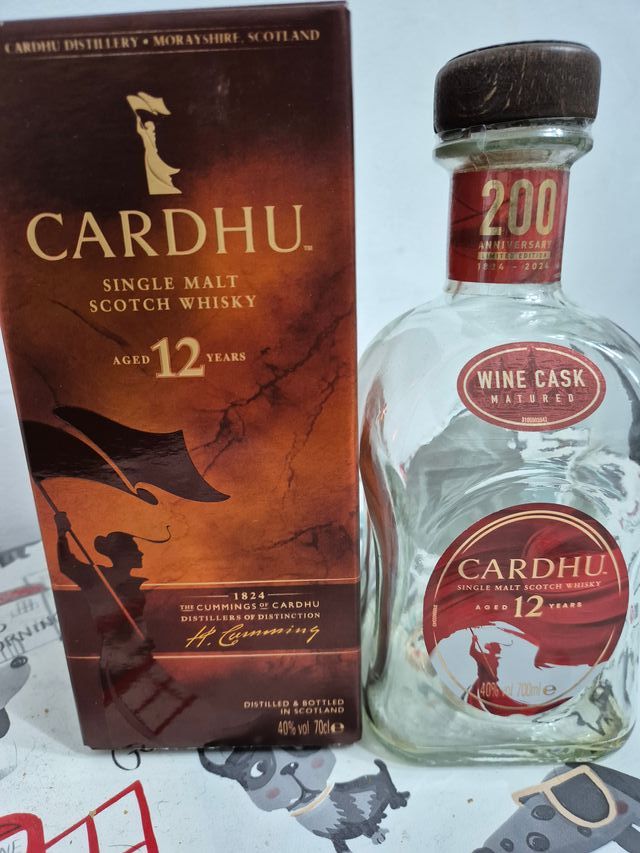 CARDHU DISTILLERY • MORAYSHIRE, SCOTLAND
CARDHU™
SINGLE MALT
SCOTCH WHISKY
AGED 12 YEARS
1824
THE CUMMINGS OF CARDHU
DISTILLERS OF DISTINCTION
H. Cumming
DISTILLED & BOTTLED
IN SCOTLAND
40% vol 70cl e
200
ANNIVERSARY
LIMITED EDITION
1824 - 2024
WINE CASK
MATURED
CARDHU™
SINGLE MALT SCOTCH WHISKY
AGED 12 YEARS
40% vol 700ml e